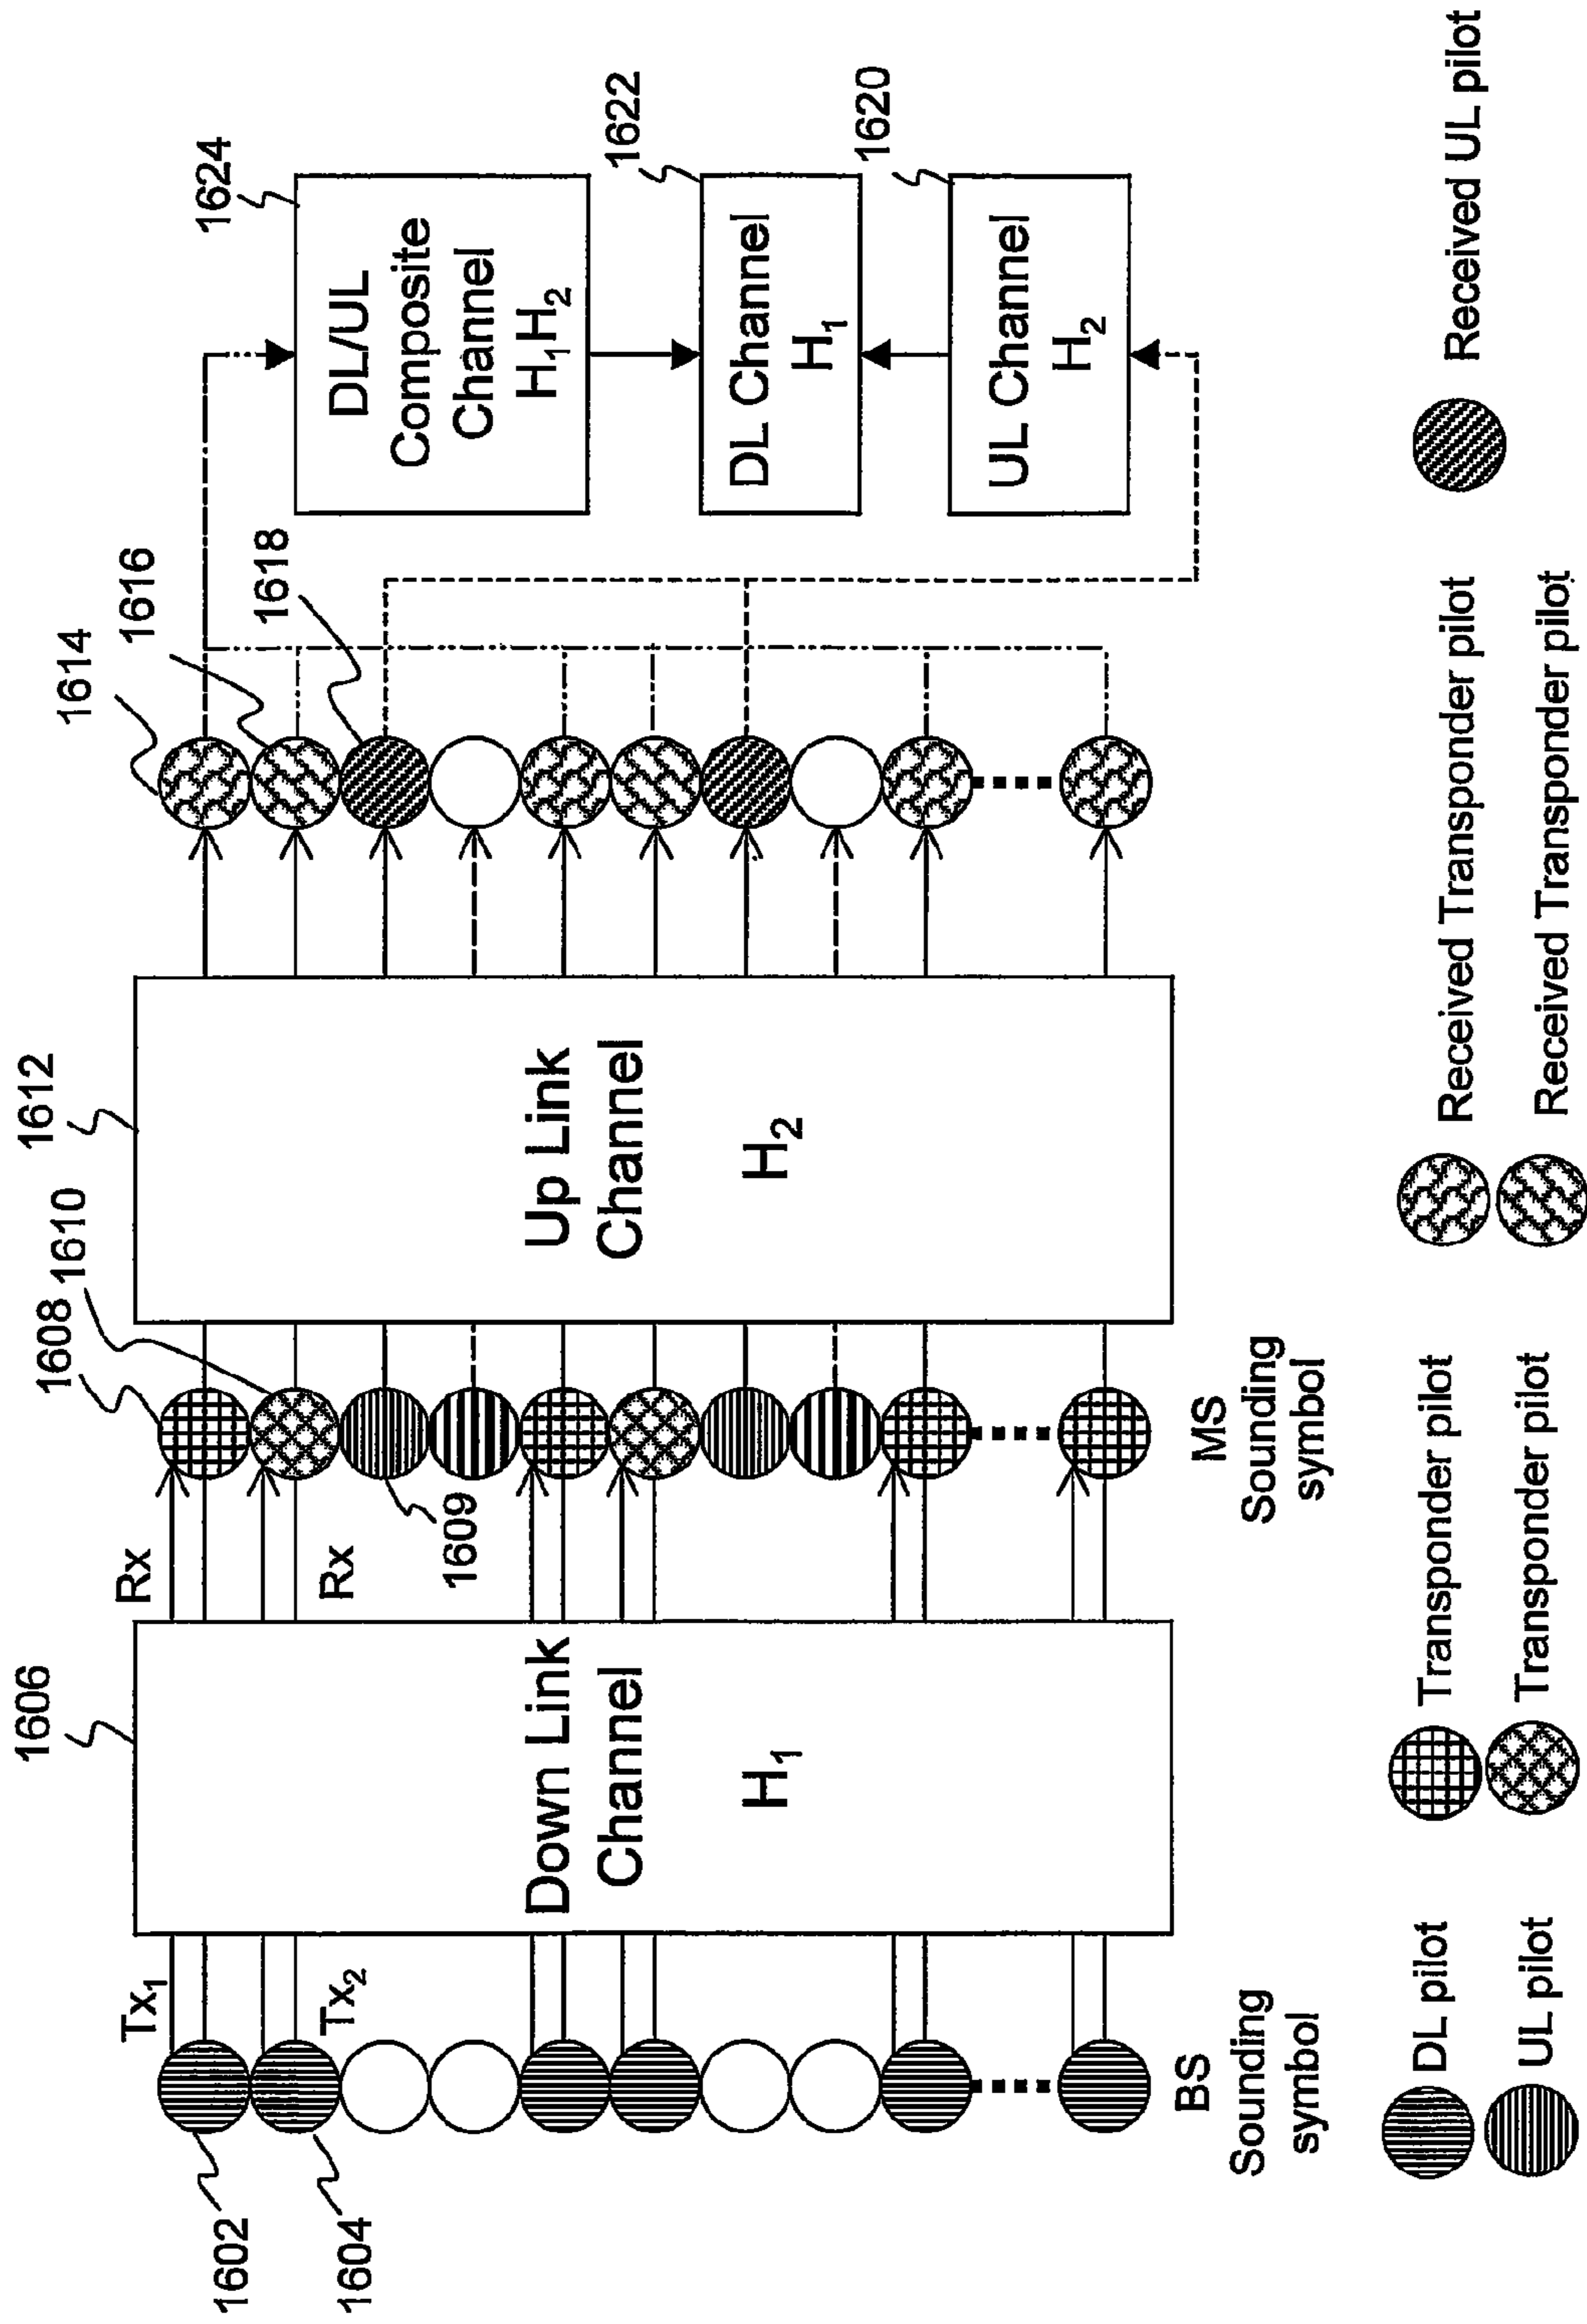 1602
1604
Tx1
Tx2
BS
Sounding
symbol
1606
Down Link
Channel
H1
Rx
Rx
1608
1610
1609
MS
Sounding
symbol
1612
Up Link
Channel
H2
1614
1616
1618
1624
DL/UL
Composite
Channel
H1H2
1622
DL Channel
H1
1620
UL Channel
H2
DL pilot
UL pilot
Transponder pilot
Transponder pilot
Received Transponder pilot
Received Transponder pilot
Received UL pilot